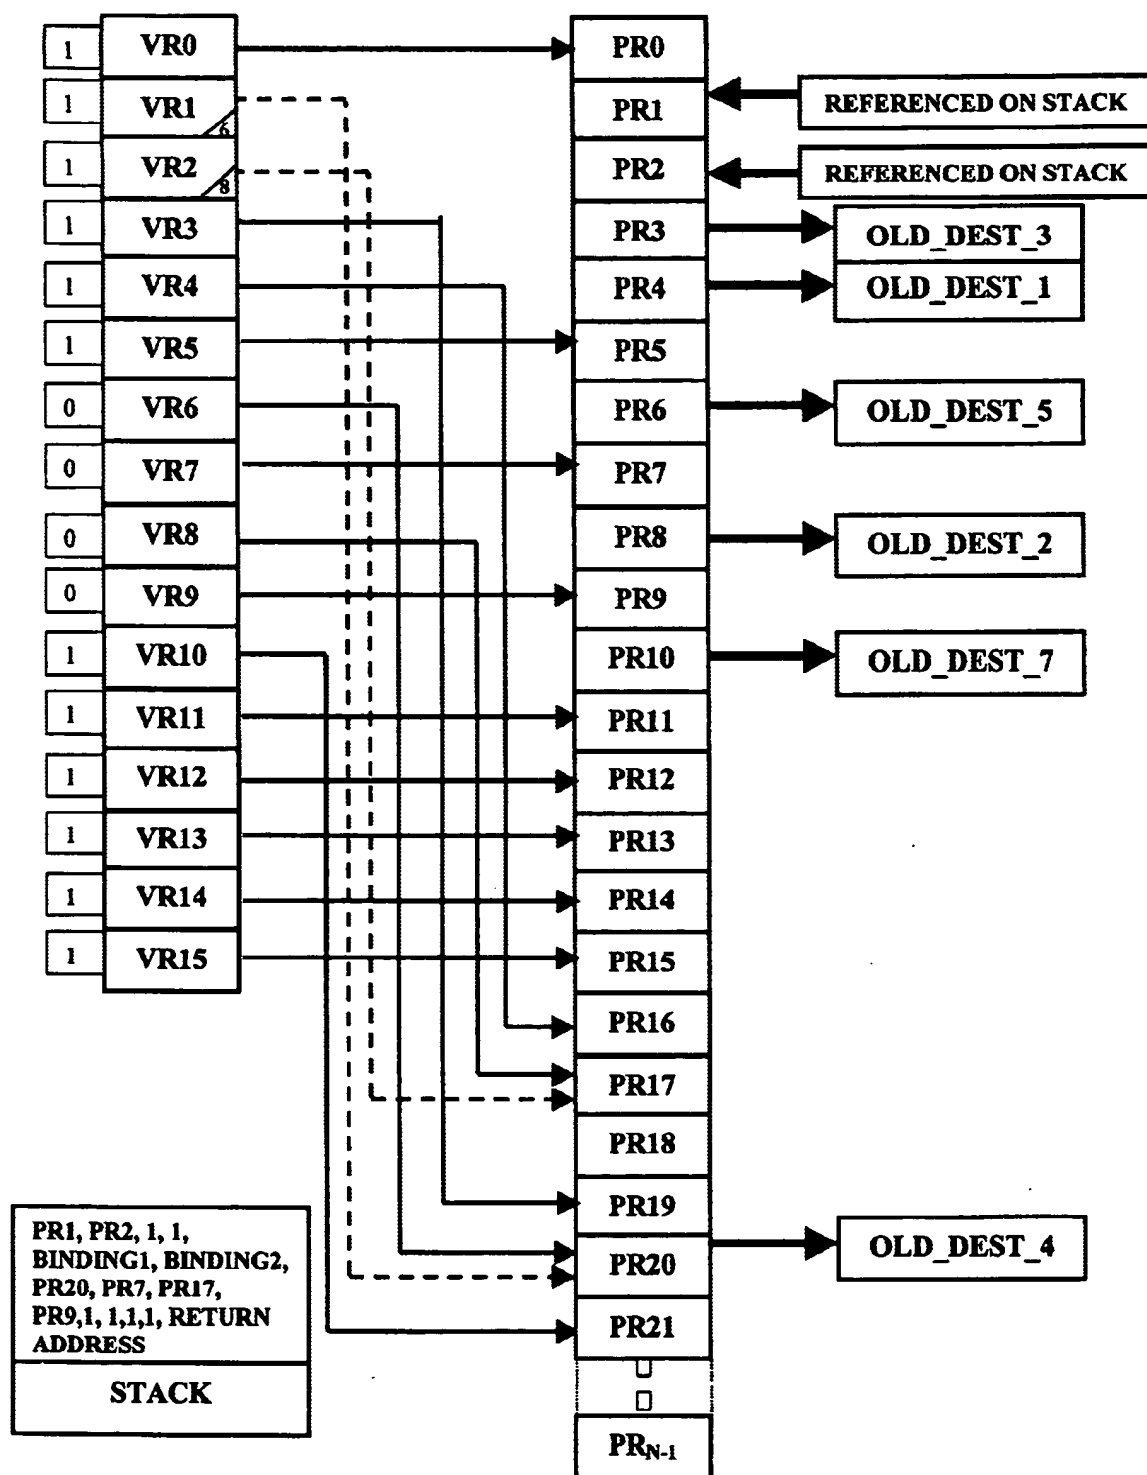 1 VR0 PR0
1 VR1 6 PR1 REFERENCED ON STACK
1 VR2 8 PR2 REFERENCED ON STACK
1 VR3 PR3 OLD_DEST_3
1 VR4 PR4 OLD_DEST_1
1 VR5 PR5
0 VR6 PR6 OLD_DEST_5
0 VR7 PR7
0 VR8 PR8 OLD_DEST_2
0 VR9 PR9
1 VR10 PR10 OLD_DEST_7
1 VR11 PR11
1 VR12 PR12
1 VR13 PR13
1 VR14 PR14
1 VR15 PR15
PR16
PR17
PR18
PR19
PR20 OLD_DEST_4
PR21
PRN-1
PR1, PR2, 1, 1,
BINDING1, BINDING2,
PR20, PR7, PR17,
PR9,1, 1,1,1, RETURN
ADDRESS
STACK